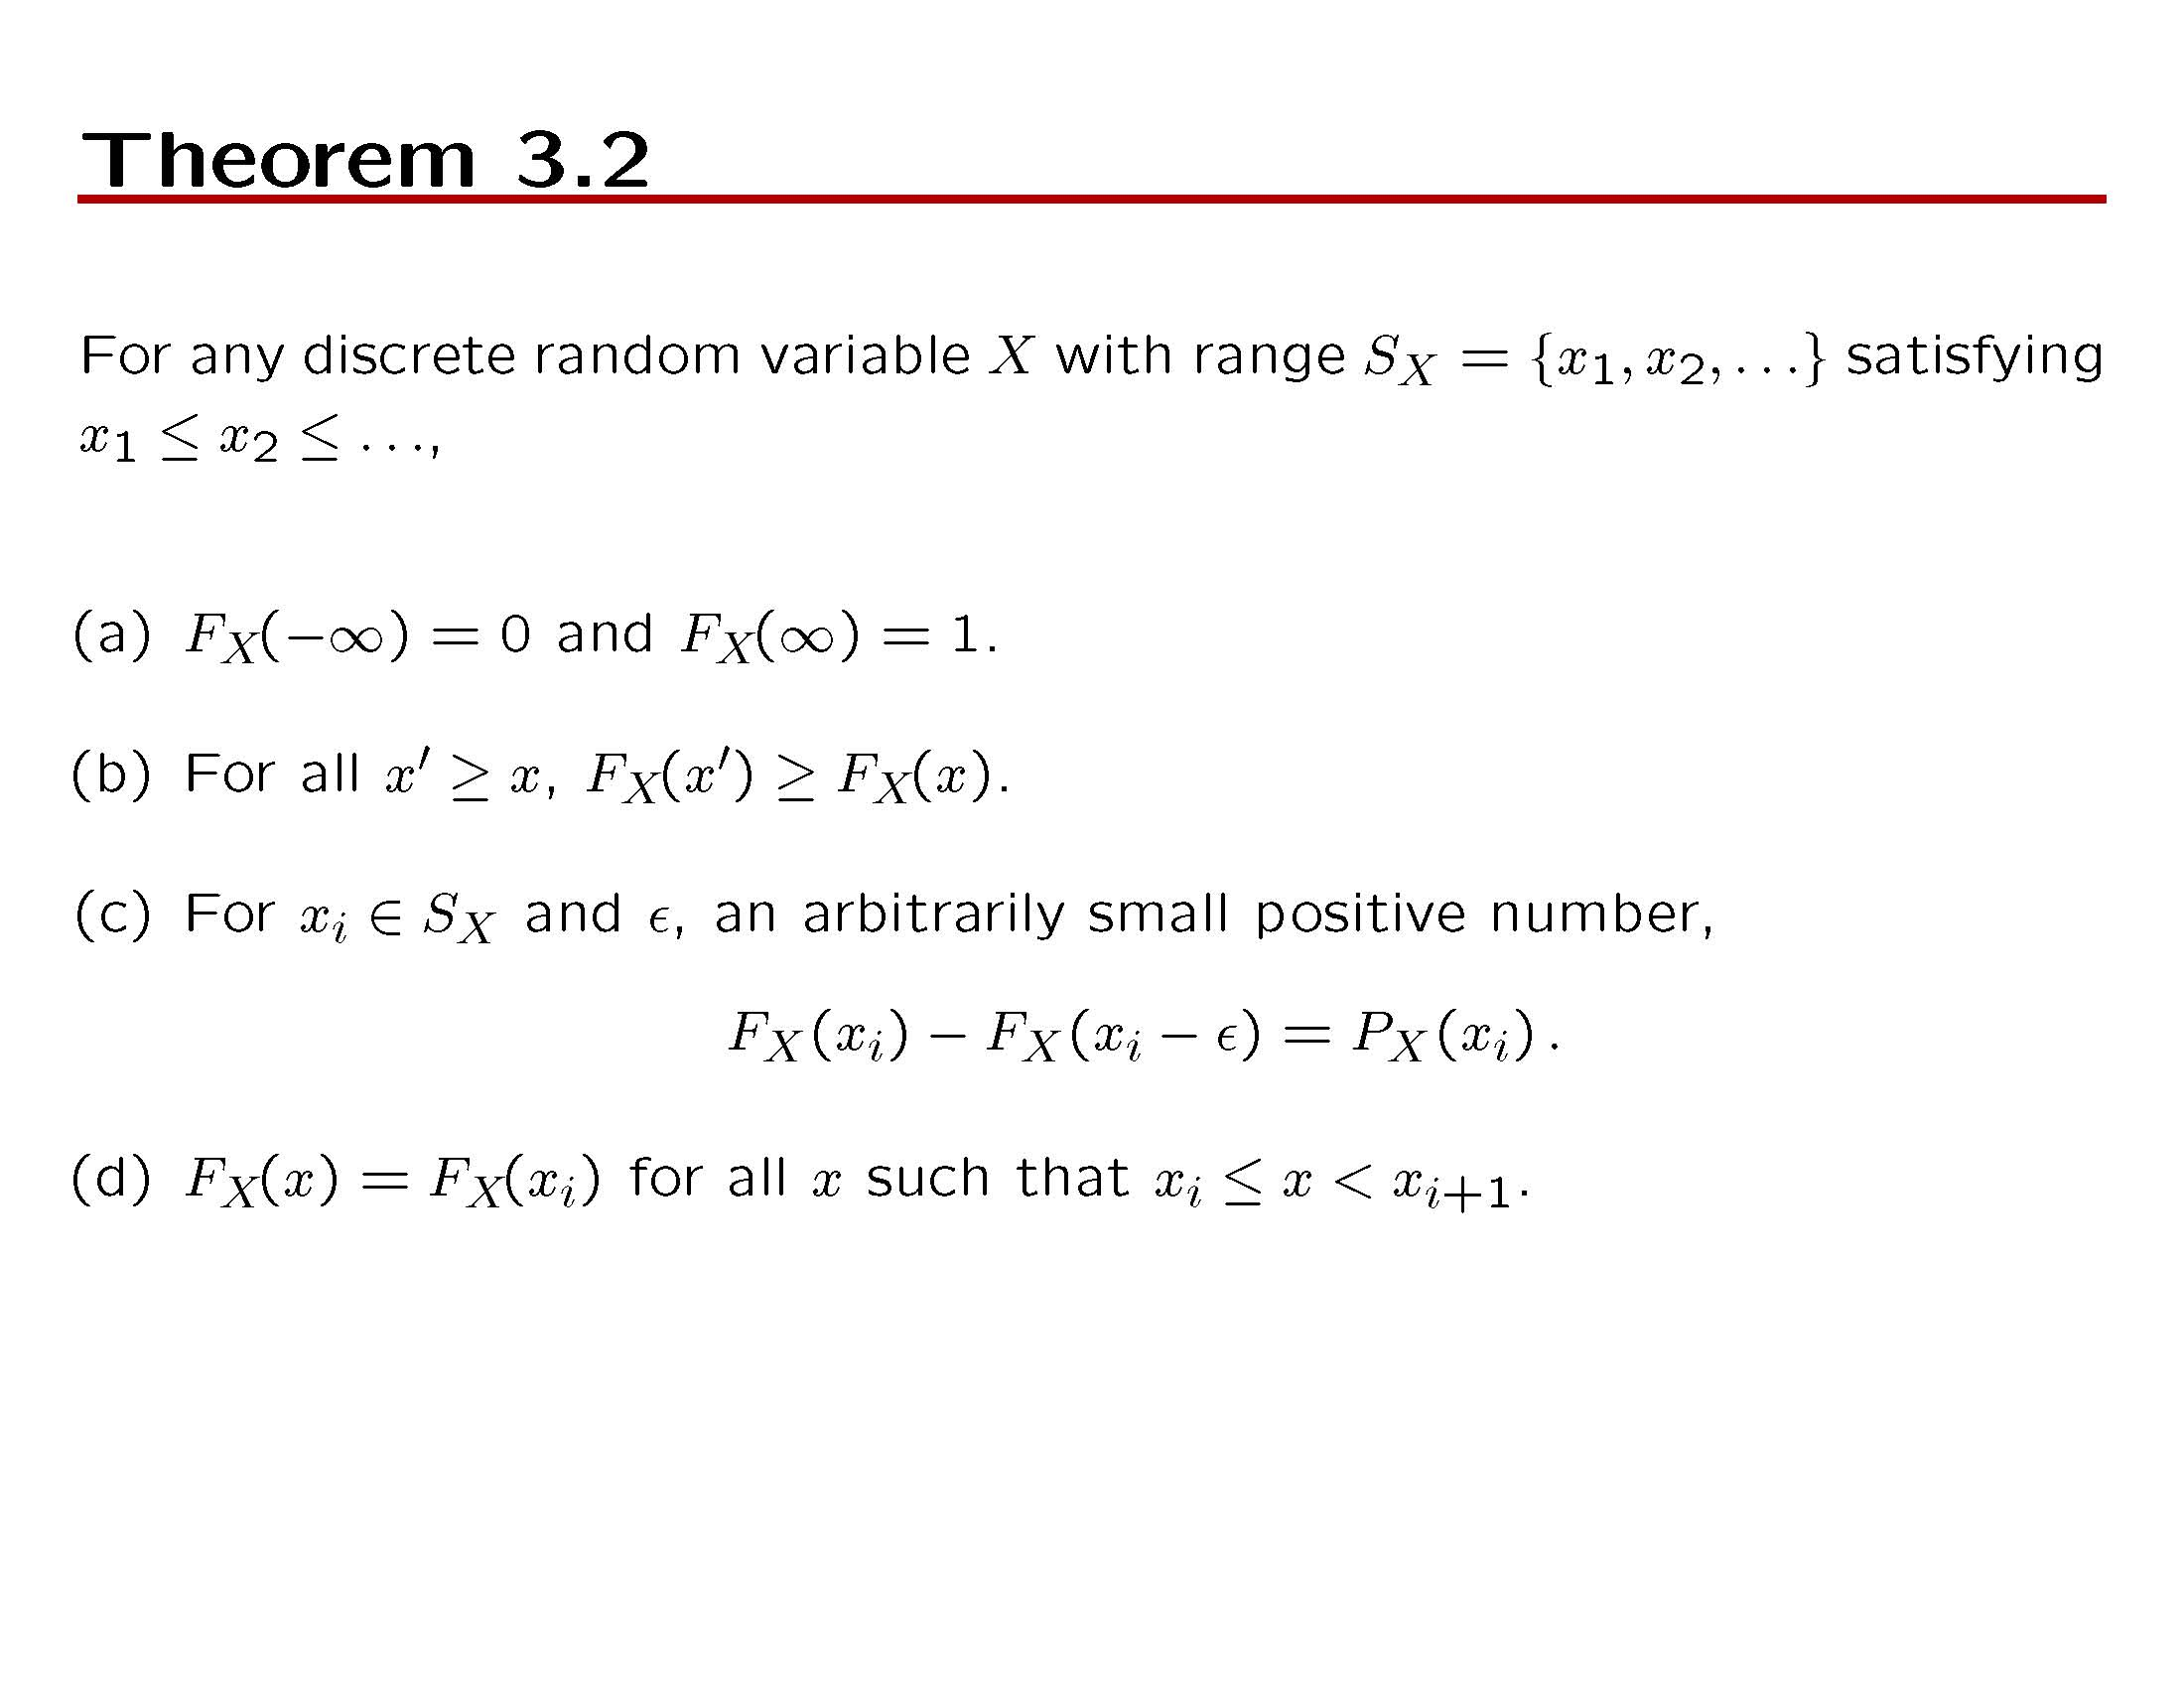 Theorem 3.2
For any discrete random variable X with range S_X = {x_1, x_2, . . .} satisfying
x_1 ≤ x_2 ≤ . . .,
(a) F_X(−∞) = 0 and F_X(∞) = 1.
(b) For all x′ ≥ x, F_X(x′) ≥ F_X(x).
(c) For x_i ∈ S_X and ϵ, an arbitrarily small positive number,
F_X(x_i) − F_X(x_i − ϵ) = P_X(x_i) .
(d) F_X(x) = F_X(x_i) for all x such that x_i ≤ x < x_{i+1}.